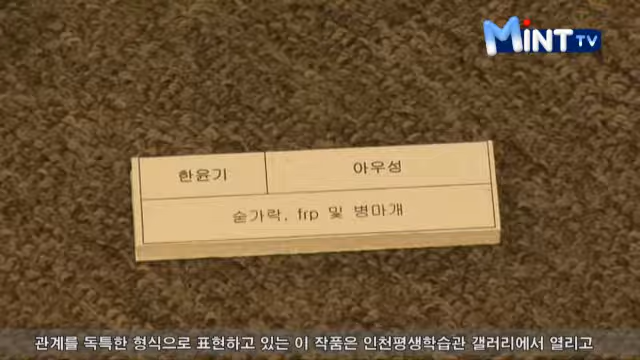 MINT TV
한윤기 아우성
숟가락, frp 및 병마개
관계를 독특한 형식으로 표현하고 있는 이 작품은 인천평생학습관 갤러리에서 열리고